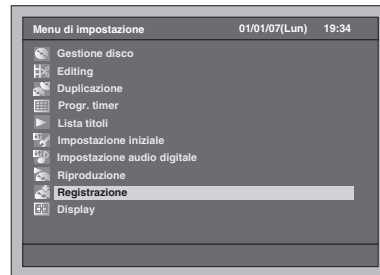 Menu di impostazione 01/01/07(Lun) 19:34
Gestione disco
Editing
Duplicazione
Progr. timer
Lista titoli
Impostazione iniziale
Impostazione audio digitale
Riproduzione
Registrazione
Display